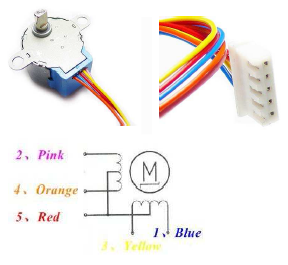 2、Pink
M
4、Orange
5、Red
1、Blue
3、Yellow